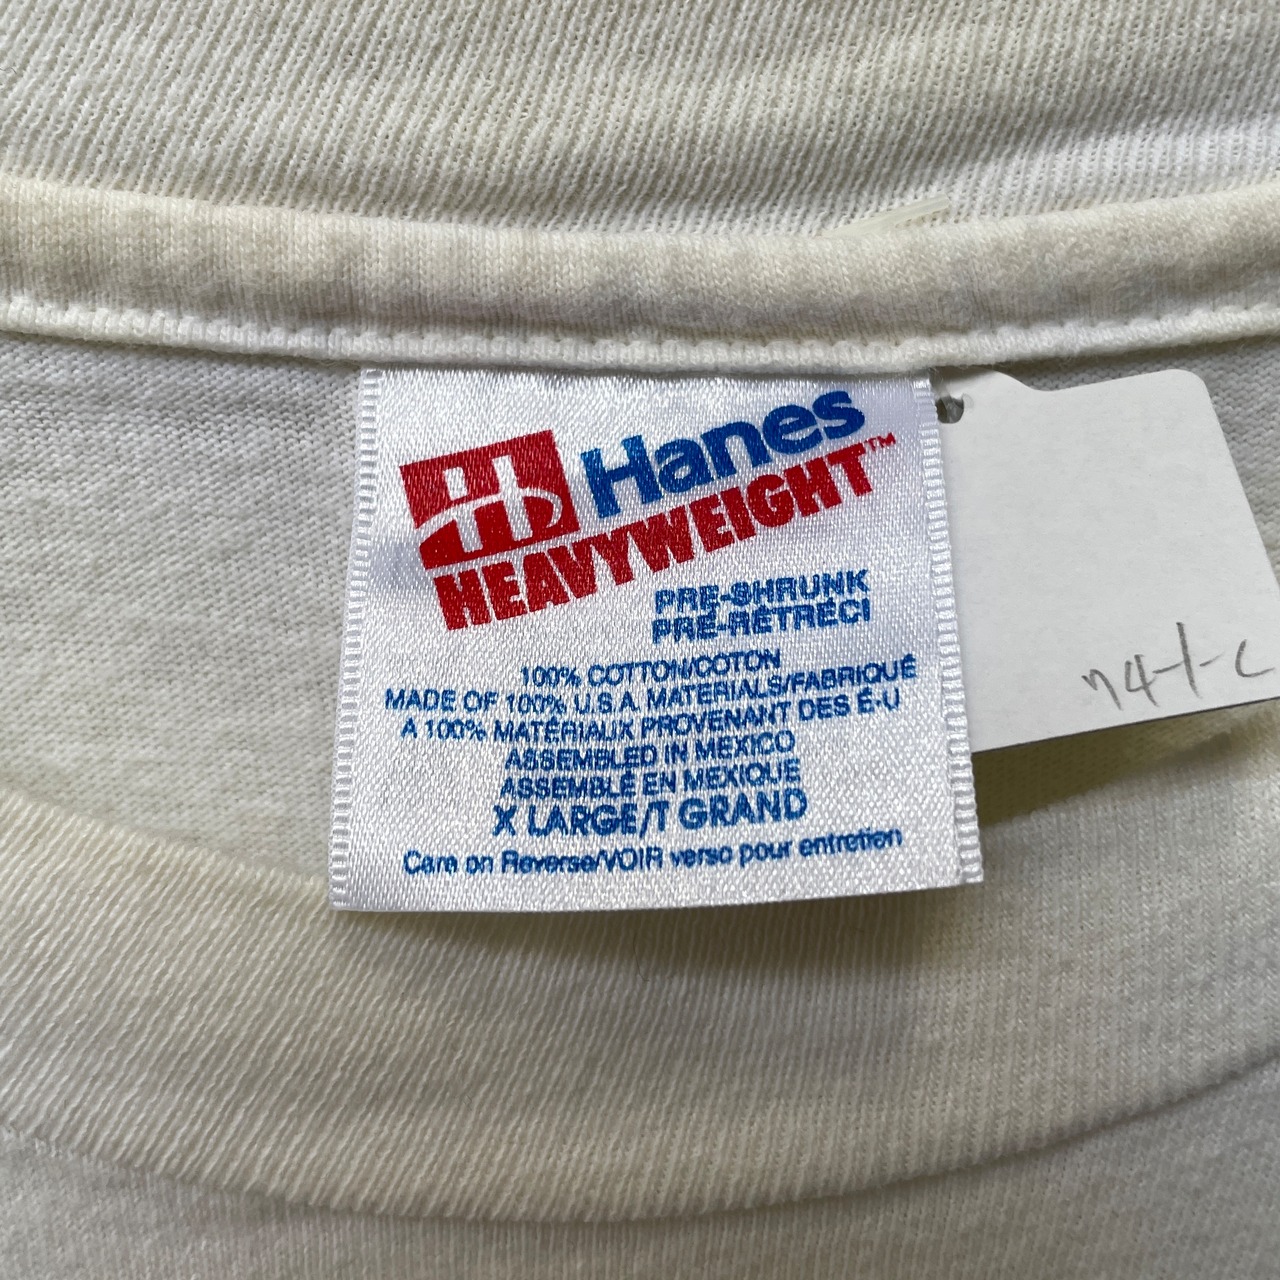 Hanes
HEAVYWEIGHT™
PRE-SHRUNK
PRÉ-RÉTRÉCI
100% COTTON/COTON
MADE OF 100% U.S.A. MATERIALS/FABRIQUÉ
A 100% MATÉRIAUX PROVENANT DES É-U
ASSEMBLED IN MEXICO
ASSEMBLÉ EN MEXIQUE
X LARGE/T GRAND
Care on Reverse/VOIR verso pour entretien